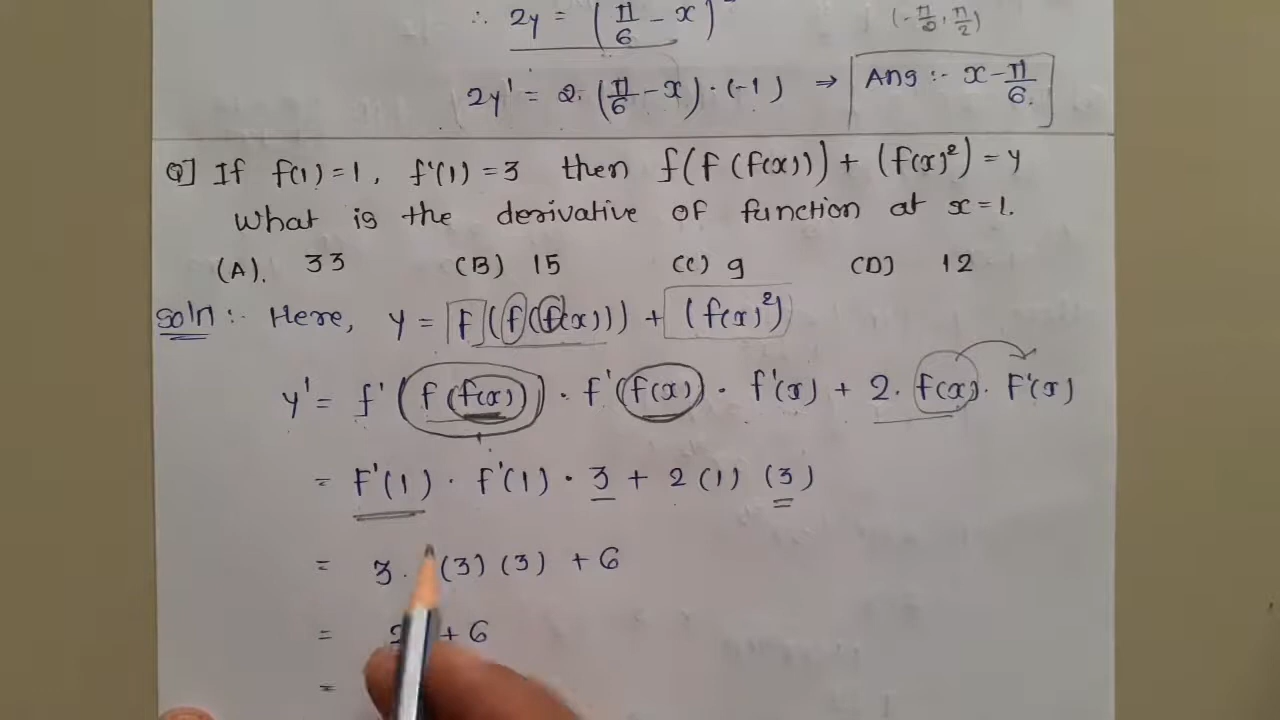 ∴ 2y = (π/6 - x)
(-π/6, π/2)
2y' = 2. (π/6 - x) · (-1) ⇒ Ans :- x - π/6.
Q] If f(1) = 1, f'(1) = 3 then f(f(f(x))) + (f(x)²) = y
What is the derivative of function at x = 1.
(A). 33 (B) 15 (C) 9 (D) 12
Soln :- Here, y = f(f(f(x))) + (f(x)²)
y' = f'(f(f(x))) · f'(f(x)) · f'(x) + 2. f(x). F'(x)
= F'(1) · f'(1) · 3 + 2(1) (3)
= 3. (3) (3) + 6
= + 6
=